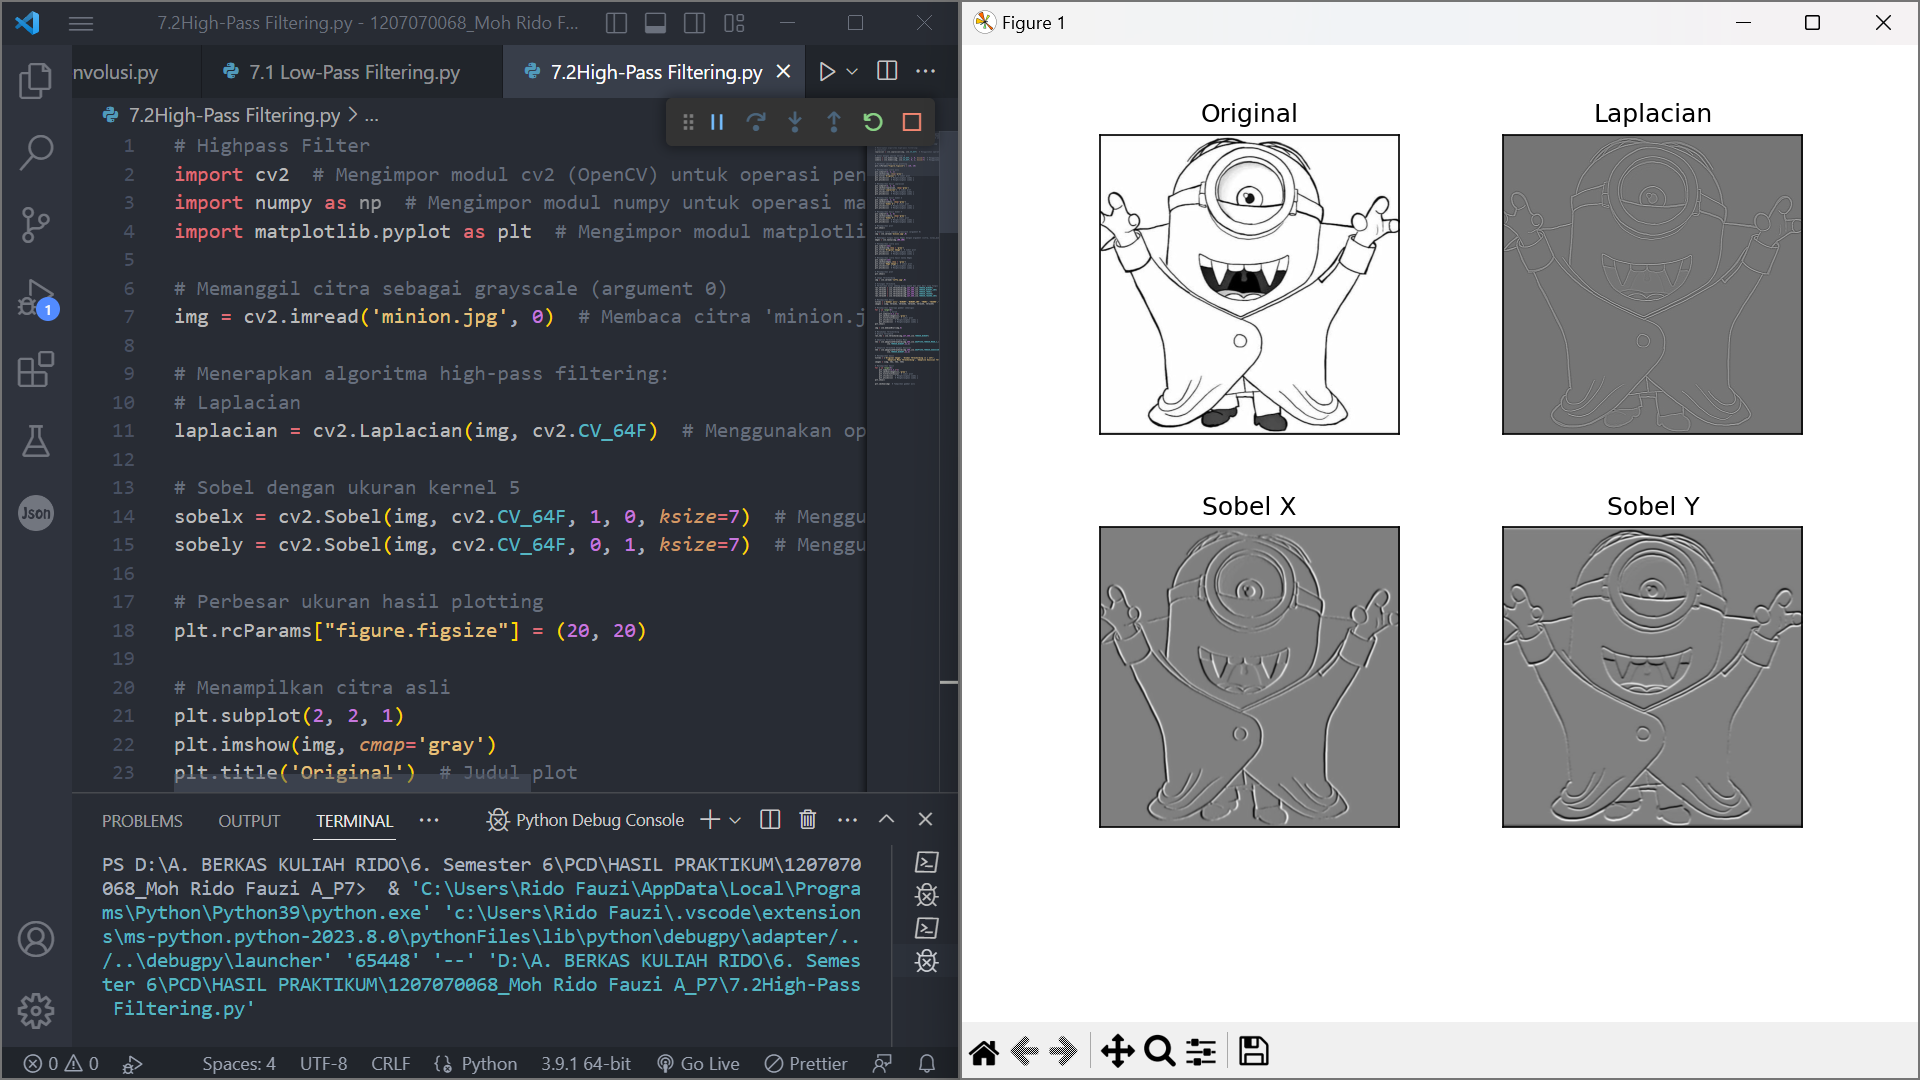 7.2High-Pass Filtering.py - 1207070068_Moh Rido F...
nvolusi.py
7.1 Low-Pass Filtering.py
7.2High-Pass Filtering.py
7.2High-Pass Filtering.py > ...
1 # Highpass Filter
2 import cv2  # Mengimpor modul cv2 (OpenCV) untuk operasi pen
3 import numpy as np  # Mengimpor modul numpy untuk operasi ma
4 import matplotlib.pyplot as plt  # Mengimpor modul matplotli
5
6 # Memanggil citra sebagai grayscale (argument 0)
7 img = cv2.imread('minion.jpg', 0)  # Membaca citra 'minion.j
8
9 # Menerapkan algoritma high-pass filtering:
10 # Laplacian
11 laplacian = cv2.Laplacian(img, cv2.CV_64F)  # Menggunakan op
12
13 # Sobel dengan ukuran kernel 5
14 sobelx = cv2.Sobel(img, cv2.CV_64F, 1, 0, ksize=7)  # Menggu
15 sobely = cv2.Sobel(img, cv2.CV_64F, 0, 1, ksize=7)  # Menggu
16
17 # Perbesar ukuran hasil plotting
18 plt.rcParams["figure.figsize"] = (20, 20)
19
20 # Menampilkan citra asli
21 plt.subplot(2, 2, 1)
22 plt.imshow(img, cmap='gray')
23 plt.title('Original')  # Judul plot
1
Json
PROBLEMS OUTPUT TERMINAL ... Python Debug Console
PS D:\A. BERKAS KULIAH RIDO\6. Semester 6\PCD\HASIL PRAKTIKUM\1207070
068_Moh Rido Fauzi A_P7>  & 'C:\Users\Rido Fauzi\AppData\Local\Progra
ms\Python\Python39\python.exe' 'c:\Users\Rido Fauzi\.vscode\extension
s\ms-python.python-2023.8.0\pythonFiles\lib\python\debugpy\adapter/..
/..\debugpy\launcher' '65448' '--' 'D:\A. BERKAS KULIAH RIDO\6. Semes
ter 6\PCD\HASIL PRAKTIKUM\1207070068_Moh Rido Fauzi A_P7\7.2High-Pass
 Filtering.py'
0 0 Spaces: 4 UTF-8 CRLF Python 3.9.1 64-bit Go Live Prettier
Figure 1
Original
Laplacian
Sobel X
Sobel Y